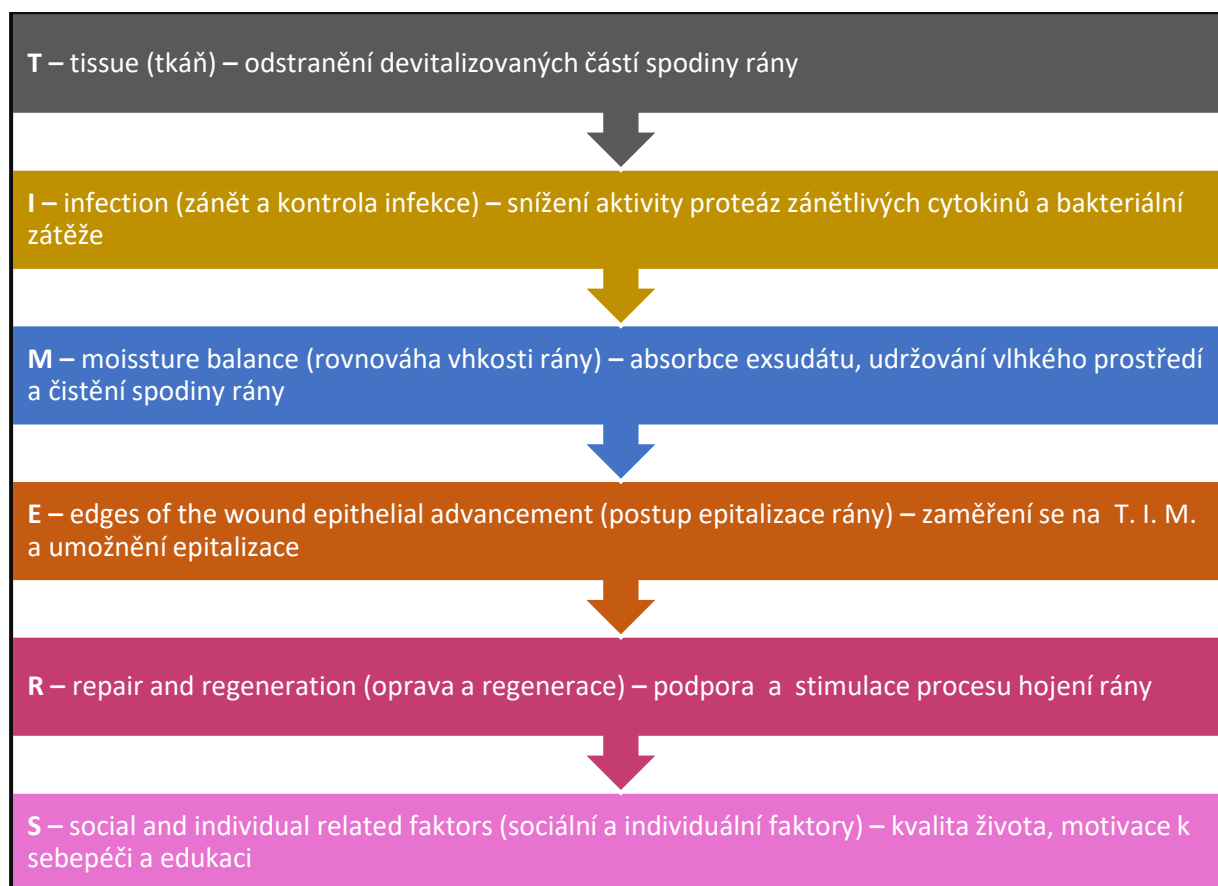 T – tissue (tkáň) – odstranění devitalizovaných částí spodiny rány
I – infection (zánět a kontrola infekce) – snížení aktivity proteáz zánětlivých cytokinů a bakteriální
zátěže
M – moissture balance (rovnováha vhkosti rány) – absorbce exsudátu, udržování vlhkého prostředí
a čistění spodiny rány
E – edges of the wound epithelial advancement (postup epitalizace rány) – zaměření se na T. I. M.
a umožnění epitalizace
R – repair and regeneration (oprava a regenerace) – podpora a stimulace procesu hojení rány
S – social and individual related faktors (sociální a individuální faktory) – kvalita života, motivace k
sebepéči a edukaci